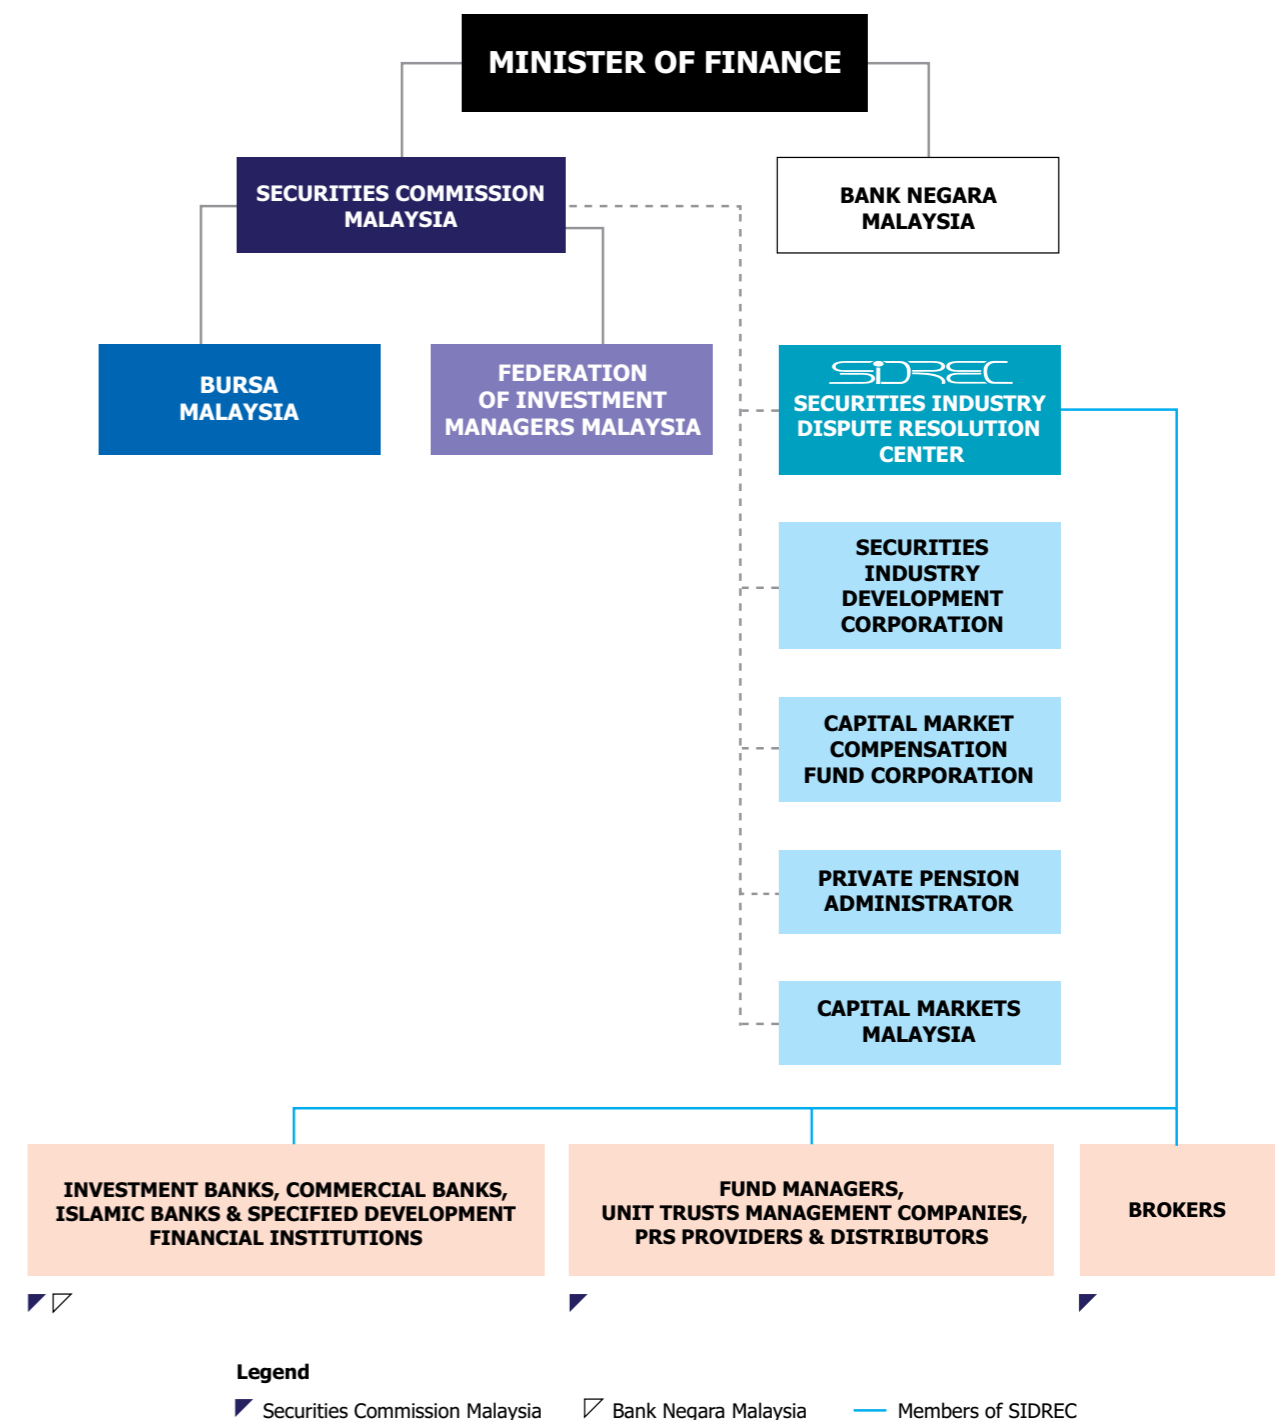 MINISTER OF FINANCE
SECURITIES COMMISSION
MALAYSIA
BANK NEGARA
MALAYSIA
BURSA
MALAYSIA
FEDERATION
OF INVESTMENT
MANAGERS MALAYSIA
SIDREC
SECURITIES INDUSTRY
DISPUTE RESOLUTION
CENTER
SECURITIES
INDUSTRY
DEVELOPMENT
CORPORATION
CAPITAL MARKET
COMPENSATION
FUND CORPORATION
PRIVATE PENSION
ADMINISTRATOR
CAPITAL MARKETS
MALAYSIA
INVESTMENT BANKS, COMMERCIAL BANKS,
ISLAMIC BANKS & SPECIFIED DEVELOPMENT
FINANCIAL INSTITUTIONS
FUND MANAGERS,
UNIT TRUSTS MANAGEMENT COMPANIES,
PRS PROVIDERS & DISTRIBUTORS
BROKERS
Legend
Securities Commission Malaysia
Bank Negara Malaysia
Members of SIDREC